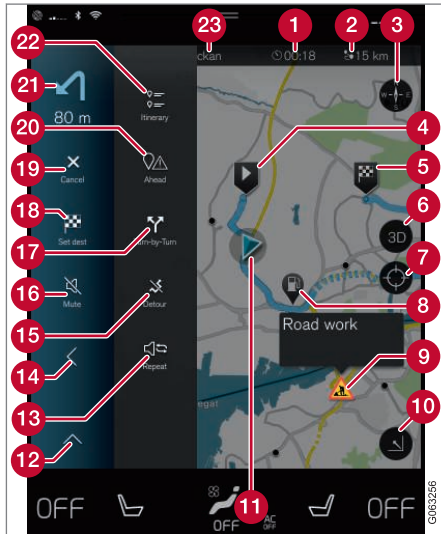 23
1
2
3
ckan
00:18
15 km
22
Itinerary
21
80 m
W
E
S
4
5
20
Ahead
19
Cancel
18
Set dest
17
Turn-by-Turn
6
3D
7
16
Mute
15
Detour
8
Road work
14
13
Repeat
9
egat
12
10
11
OFF
OFF
AC
OFF
OFF
G063256